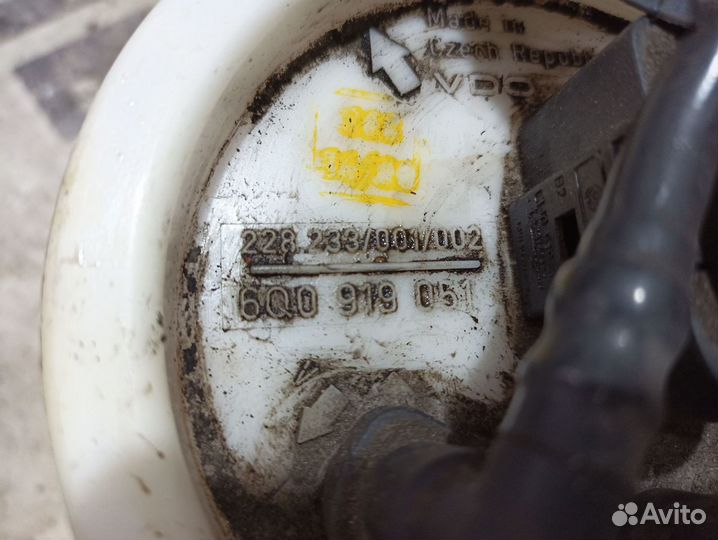 Made in
Czech Republic
VDO
228.233/001/002
6Q0 919 051
Avito